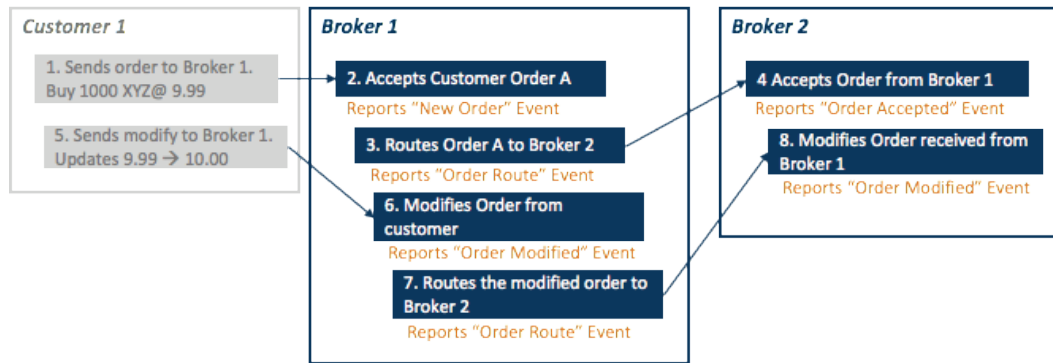 Customer 1
1. Sends order to Broker 1.
Buy 1000 XYZ@ 9.99
5. Sends modify to Broker 1.
Updates 9.99 → 10.00
Broker 1
2. Accepts Customer Order A
Reports "New Order" Event
3. Routes Order A to Broker 2
Reports "Order Route" Event
6. Modifies Order from
customer
Reports "Order Modified" Event
7. Routes the modified order to
Broker 2
Reports "Order Route" Event
Broker 2
4 Accepts Order from Broker 1
Reports "Order Accepted" Event
8. Modifies Order received from
Broker 1
Reports "Order Modified" Event